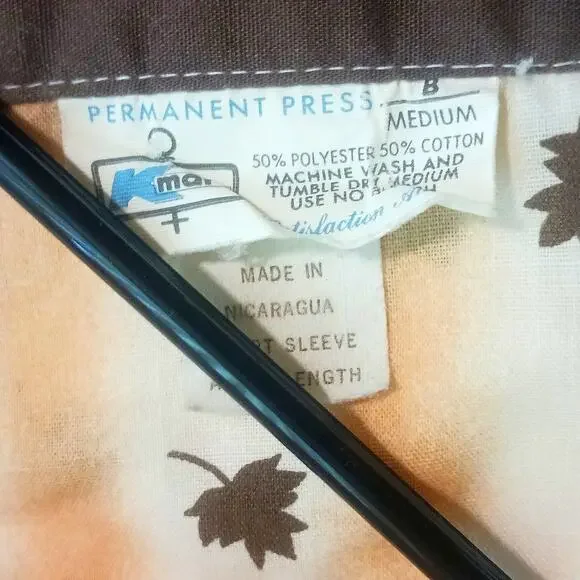 B
PERMANENT PRESS
MEDIUM
Kmar
50% POLYESTER 50% COTTON
MACHINE WASH AND
TUMBLE DRY MEDIUM
USE NO
MADE IN
NICARAGUA
SLEEVE